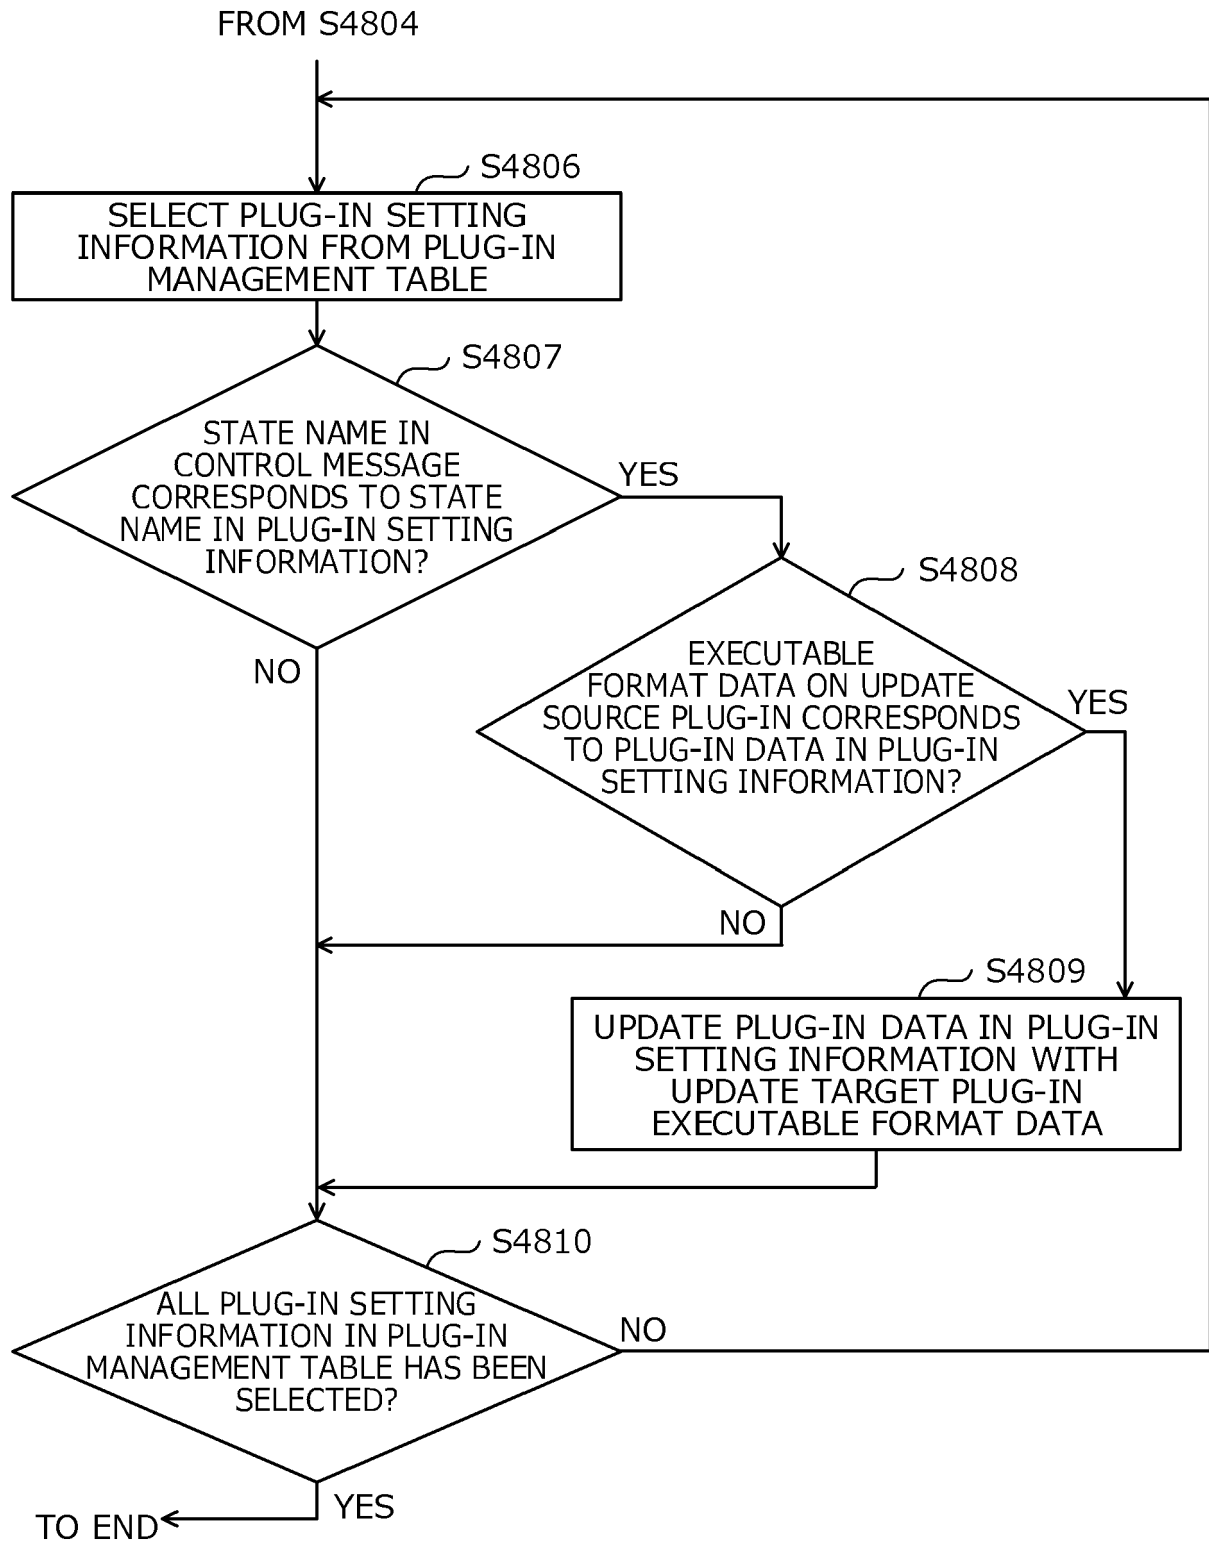 FROM S4804
S4806
SELECT PLUG-IN SETTING
INFORMATION FROM PLUG-IN
MANAGEMENT TABLE
S4807
STATE NAME IN
CONTROL MESSAGE
CORRESPONDS TO STATE
NAME IN PLUG-IN SETTING
INFORMATION?
YES
NO
S4808
EXECUTABLE
FORMAT DATA ON UPDATE
SOURCE PLUG-IN CORRESPONDS
TO PLUG-IN DATA IN PLUG-IN
SETTING INFORMATION?
YES
NO
S4809
UPDATE PLUG-IN DATA IN PLUG-IN
SETTING INFORMATION WITH
UPDATE TARGET PLUG-IN
EXECUTABLE FORMAT DATA
S4810
ALL PLUG-IN SETTING
INFORMATION IN PLUG-IN
MANAGEMENT TABLE HAS BEEN
SELECTED?
NO
YES
TO END